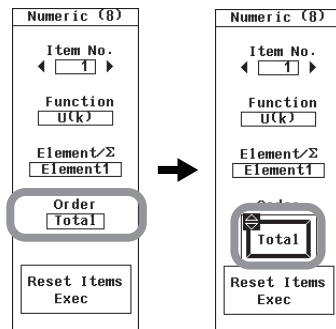 Numeric (8)
Item No.
1
Function
U(k)
Element/Σ
Element1
Order
Total
Reset Items
Exec
Numeric (8)
Item No.
1
Function
U(k)
Element/Σ
Element1
Order
Total
Reset Items
Exec